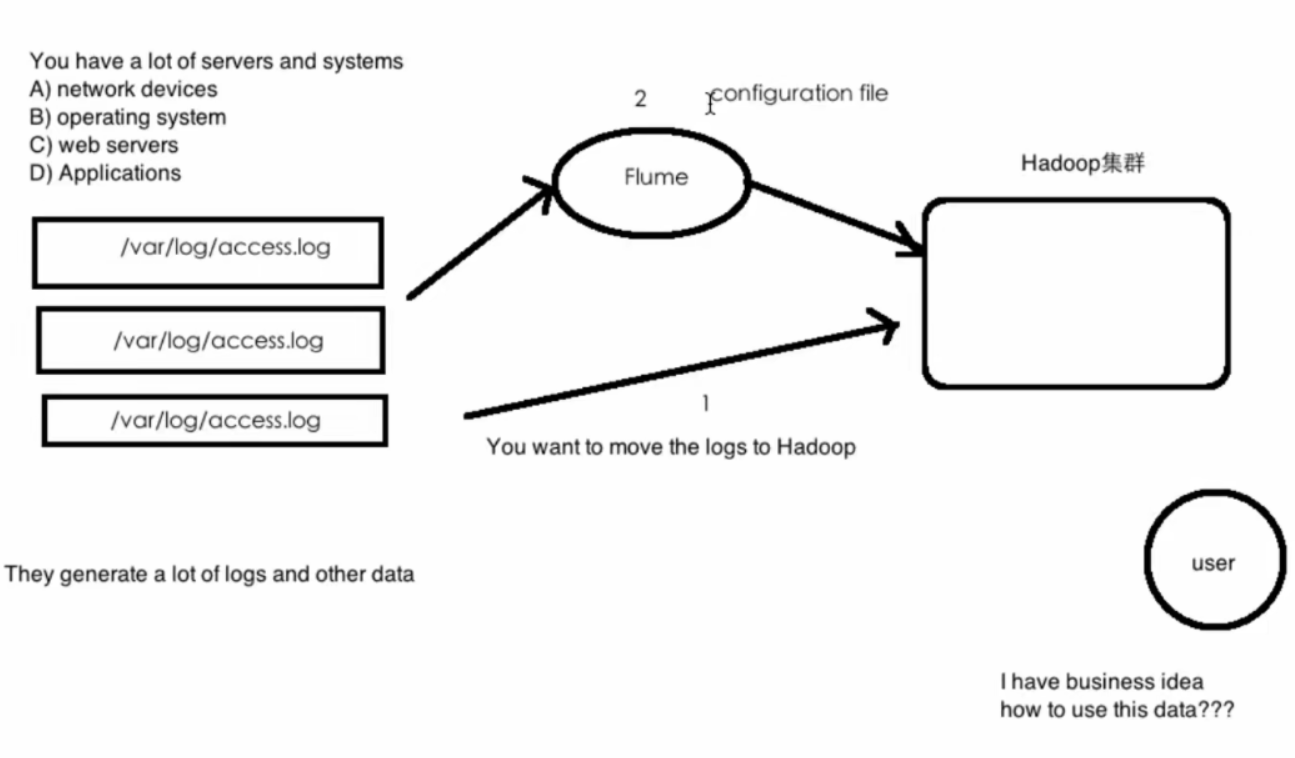 You have a lot of servers and systems
A) network devices
B) operating system
C) web servers
D) Applications
/var/log/access.log
/var/log/access.log
/var/log/access.log
They generate a lot of logs and other data
2
configuration file
Flume
1
You want to move the logs to Hadoop
Hadoop集群
user
I have business idea
how to use this data???